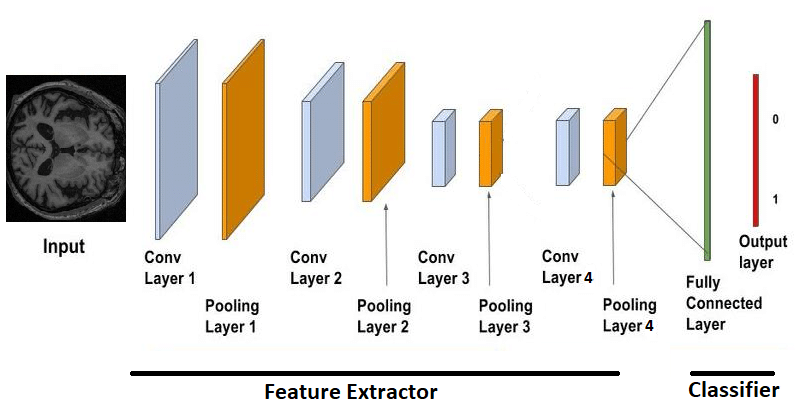 Input
Conv
Layer 1
Pooling
Layer 1
Conv
Layer 2
Pooling
Layer 2
Conv
Layer 3
Pooling
Layer 3
Conv
Layer 4
Pooling
Layer 4
Fully
Connected
Layer
0
1
Output
layer
Feature Extractor
Classifier